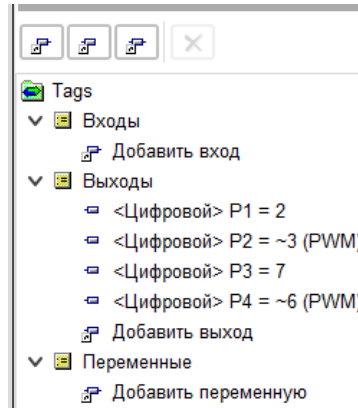 Tags
Входы
Добавить вход
Выходы
<Цифровой> P1 = 2
<Цифровой> P2 = ~3 (PWM)
<Цифровой> P3 = 7
<Цифровой> P4 = ~6 (PWM)
Добавить выход
Переменные
Добавить переменную